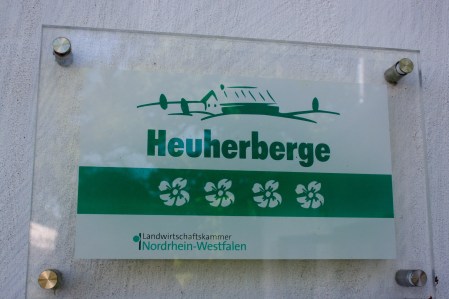 Heuherberge
Landwirtschaftskammer
Nordrhein-Westfalen